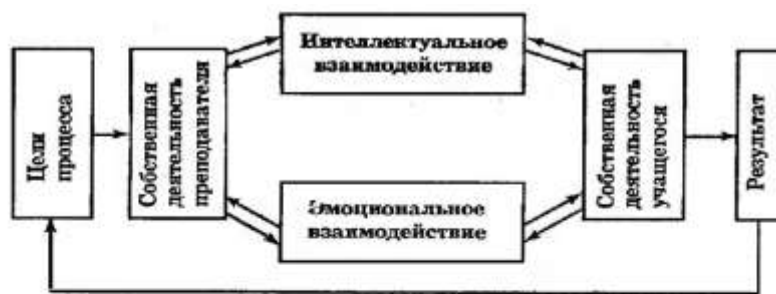 Цели
процесса
Собственная
деятельность
преподавателя
Интеллектуальное
взаимодействие
Эмоциональное
взаимодействие
Собственная
деятельность
учащегося
Результат